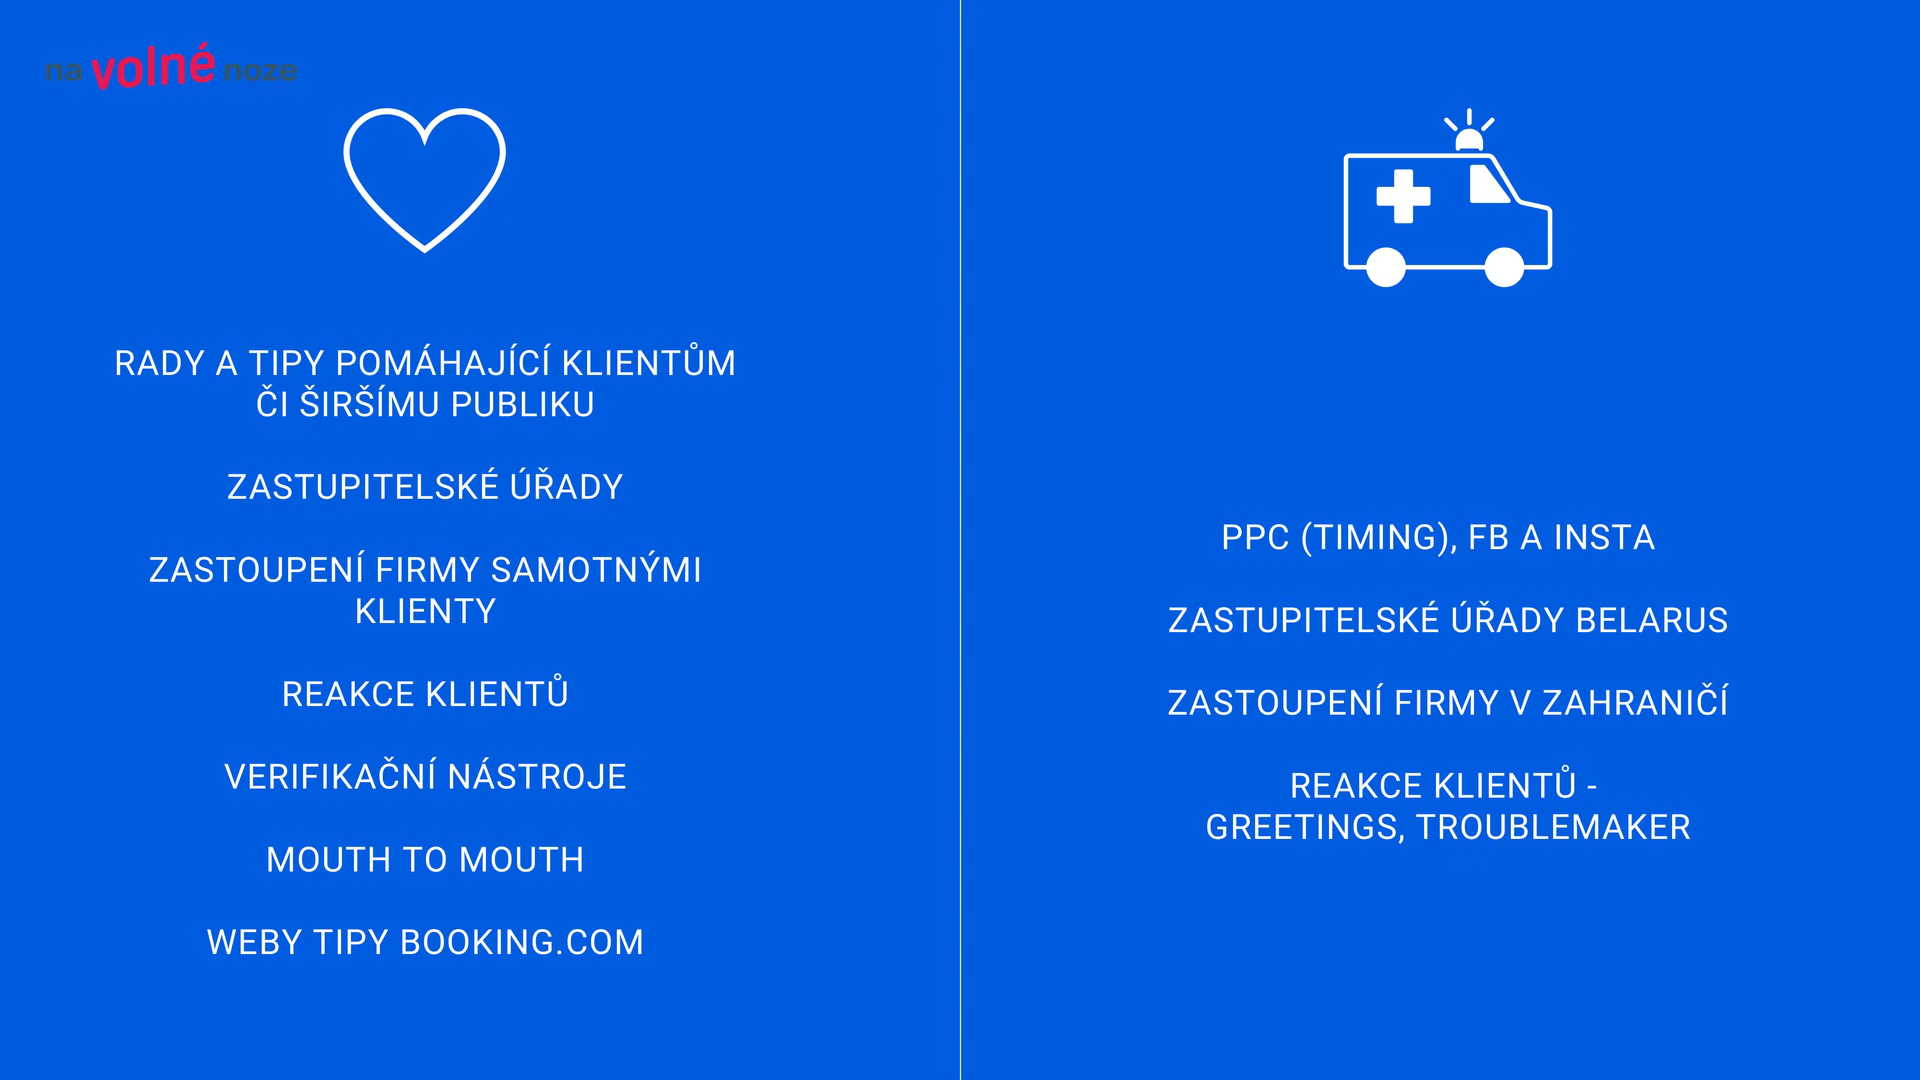 na volné noze
RADY A TIPY POMÁHAJÍCÍ KLIENTŮM
ČI ŠIRŠÍMU PUBLIKU
ZASTUPITELSKÉ ÚŘADY
ZASTOUPENÍ FIRMY SAMOTNÝMI
KLIENTY
REAKCE KLIENTŮ
VERIFIKAČNÍ NÁSTROJE
MOUTH TO MOUTH
WEBY TIPY BOOKING.COM
PPC (TIMING), FB A INSTA
ZASTUPITELSKÉ ÚŘADY BELARUS
ZASTOUPENÍ FIRMY V ZAHRANIČÍ
REAKCE KLIENTŮ -
GREETINGS, TROUBLEMAKER